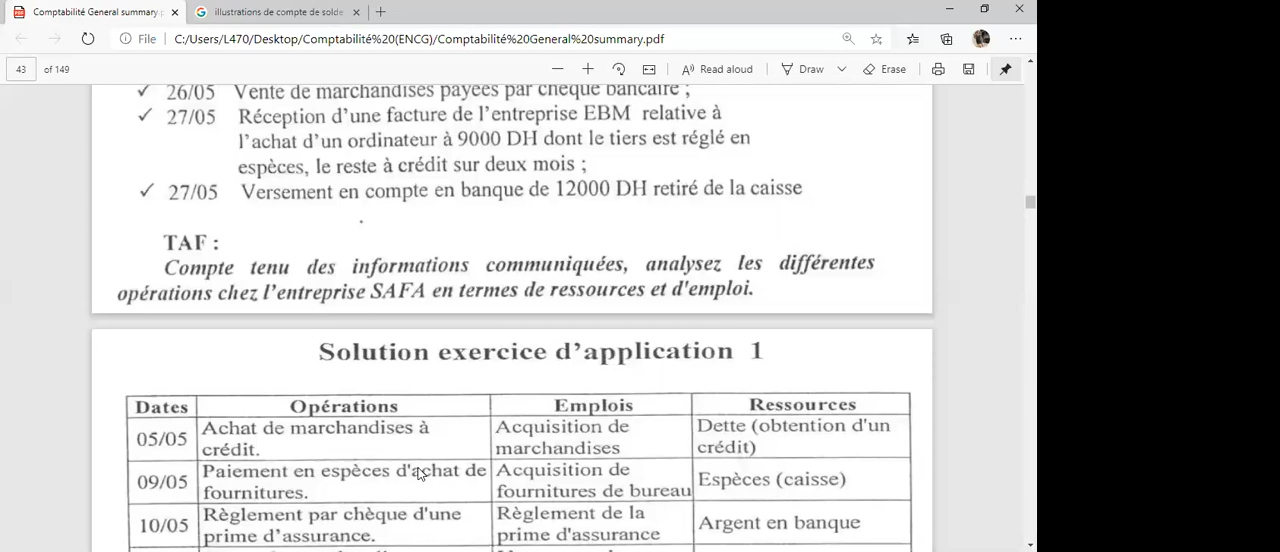 Comptabilité General summary.p
illustrations de compte de solde
File
C:/Users/L470/Desktop/Comptabilité%20(ENCG)/Comptabilité%20General%20summary.pdf
43 of 149
Read aloud
Draw
Erase
✓ 26/05 Vente de marchandises payées par chèque bancaire ;
✓ 27/05 Réception d'une facture de l'entreprise EBM relative à
l'achat d'un ordinateur à 9000 DH dont le tiers est réglé en
espèces, le reste à crédit sur deux mois ;
✓ 27/05 Versement en compte en banque de 12000 DH retiré de la caisse
TAF :
Compte tenu des informations communiquées, analysez les différentes
opérations chez l'entreprise SAFA en termes de ressources et d'emploi.
Solution exercice d'application 1
Dates Opérations Emplois Ressources
05/05 Achat de marchandises à crédit. Acquisition de marchandises Dette (obtention d'un crédit)
09/05 Paiement en espèces d'achat de fournitures. Acquisition de fournitures de bureau Espèces (caisse)
10/05 Règlement par chèque d'une prime d'assurance. Règlement de la prime d'assurance Argent en banque